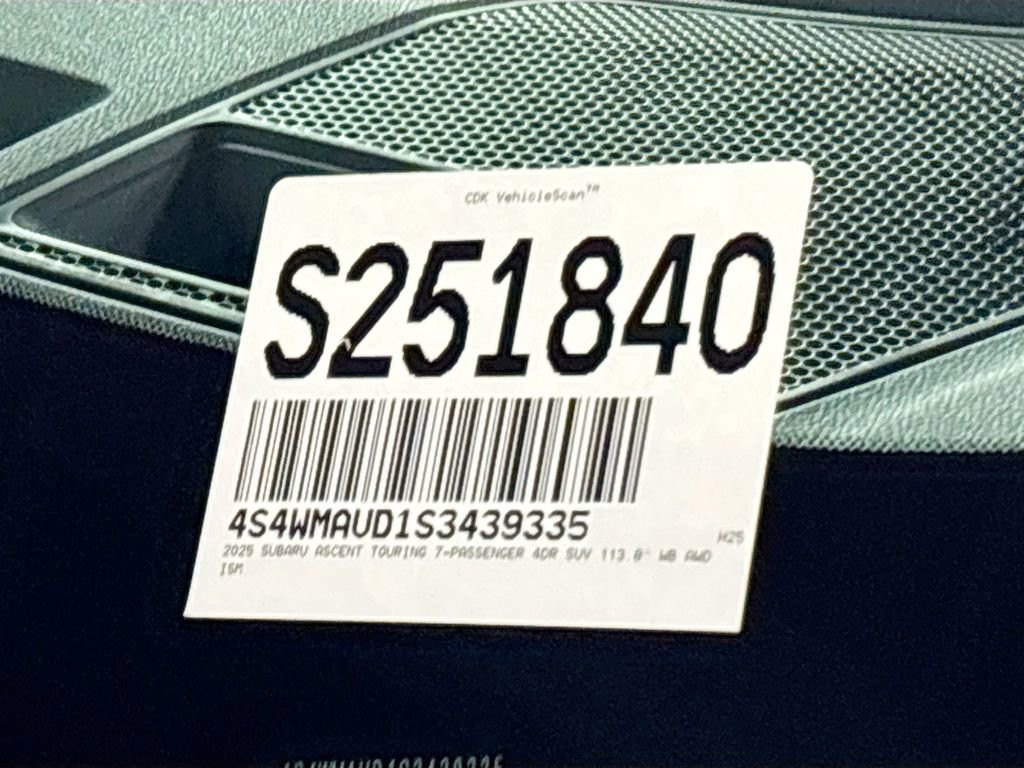 CDK VehicleScan™
S251840
4S4WMAUD1S3439335
H25
2025 SUBARU ASCENT TOURING 7-PASSENGER 4DR SUV 113.8" WB AWD
ISM